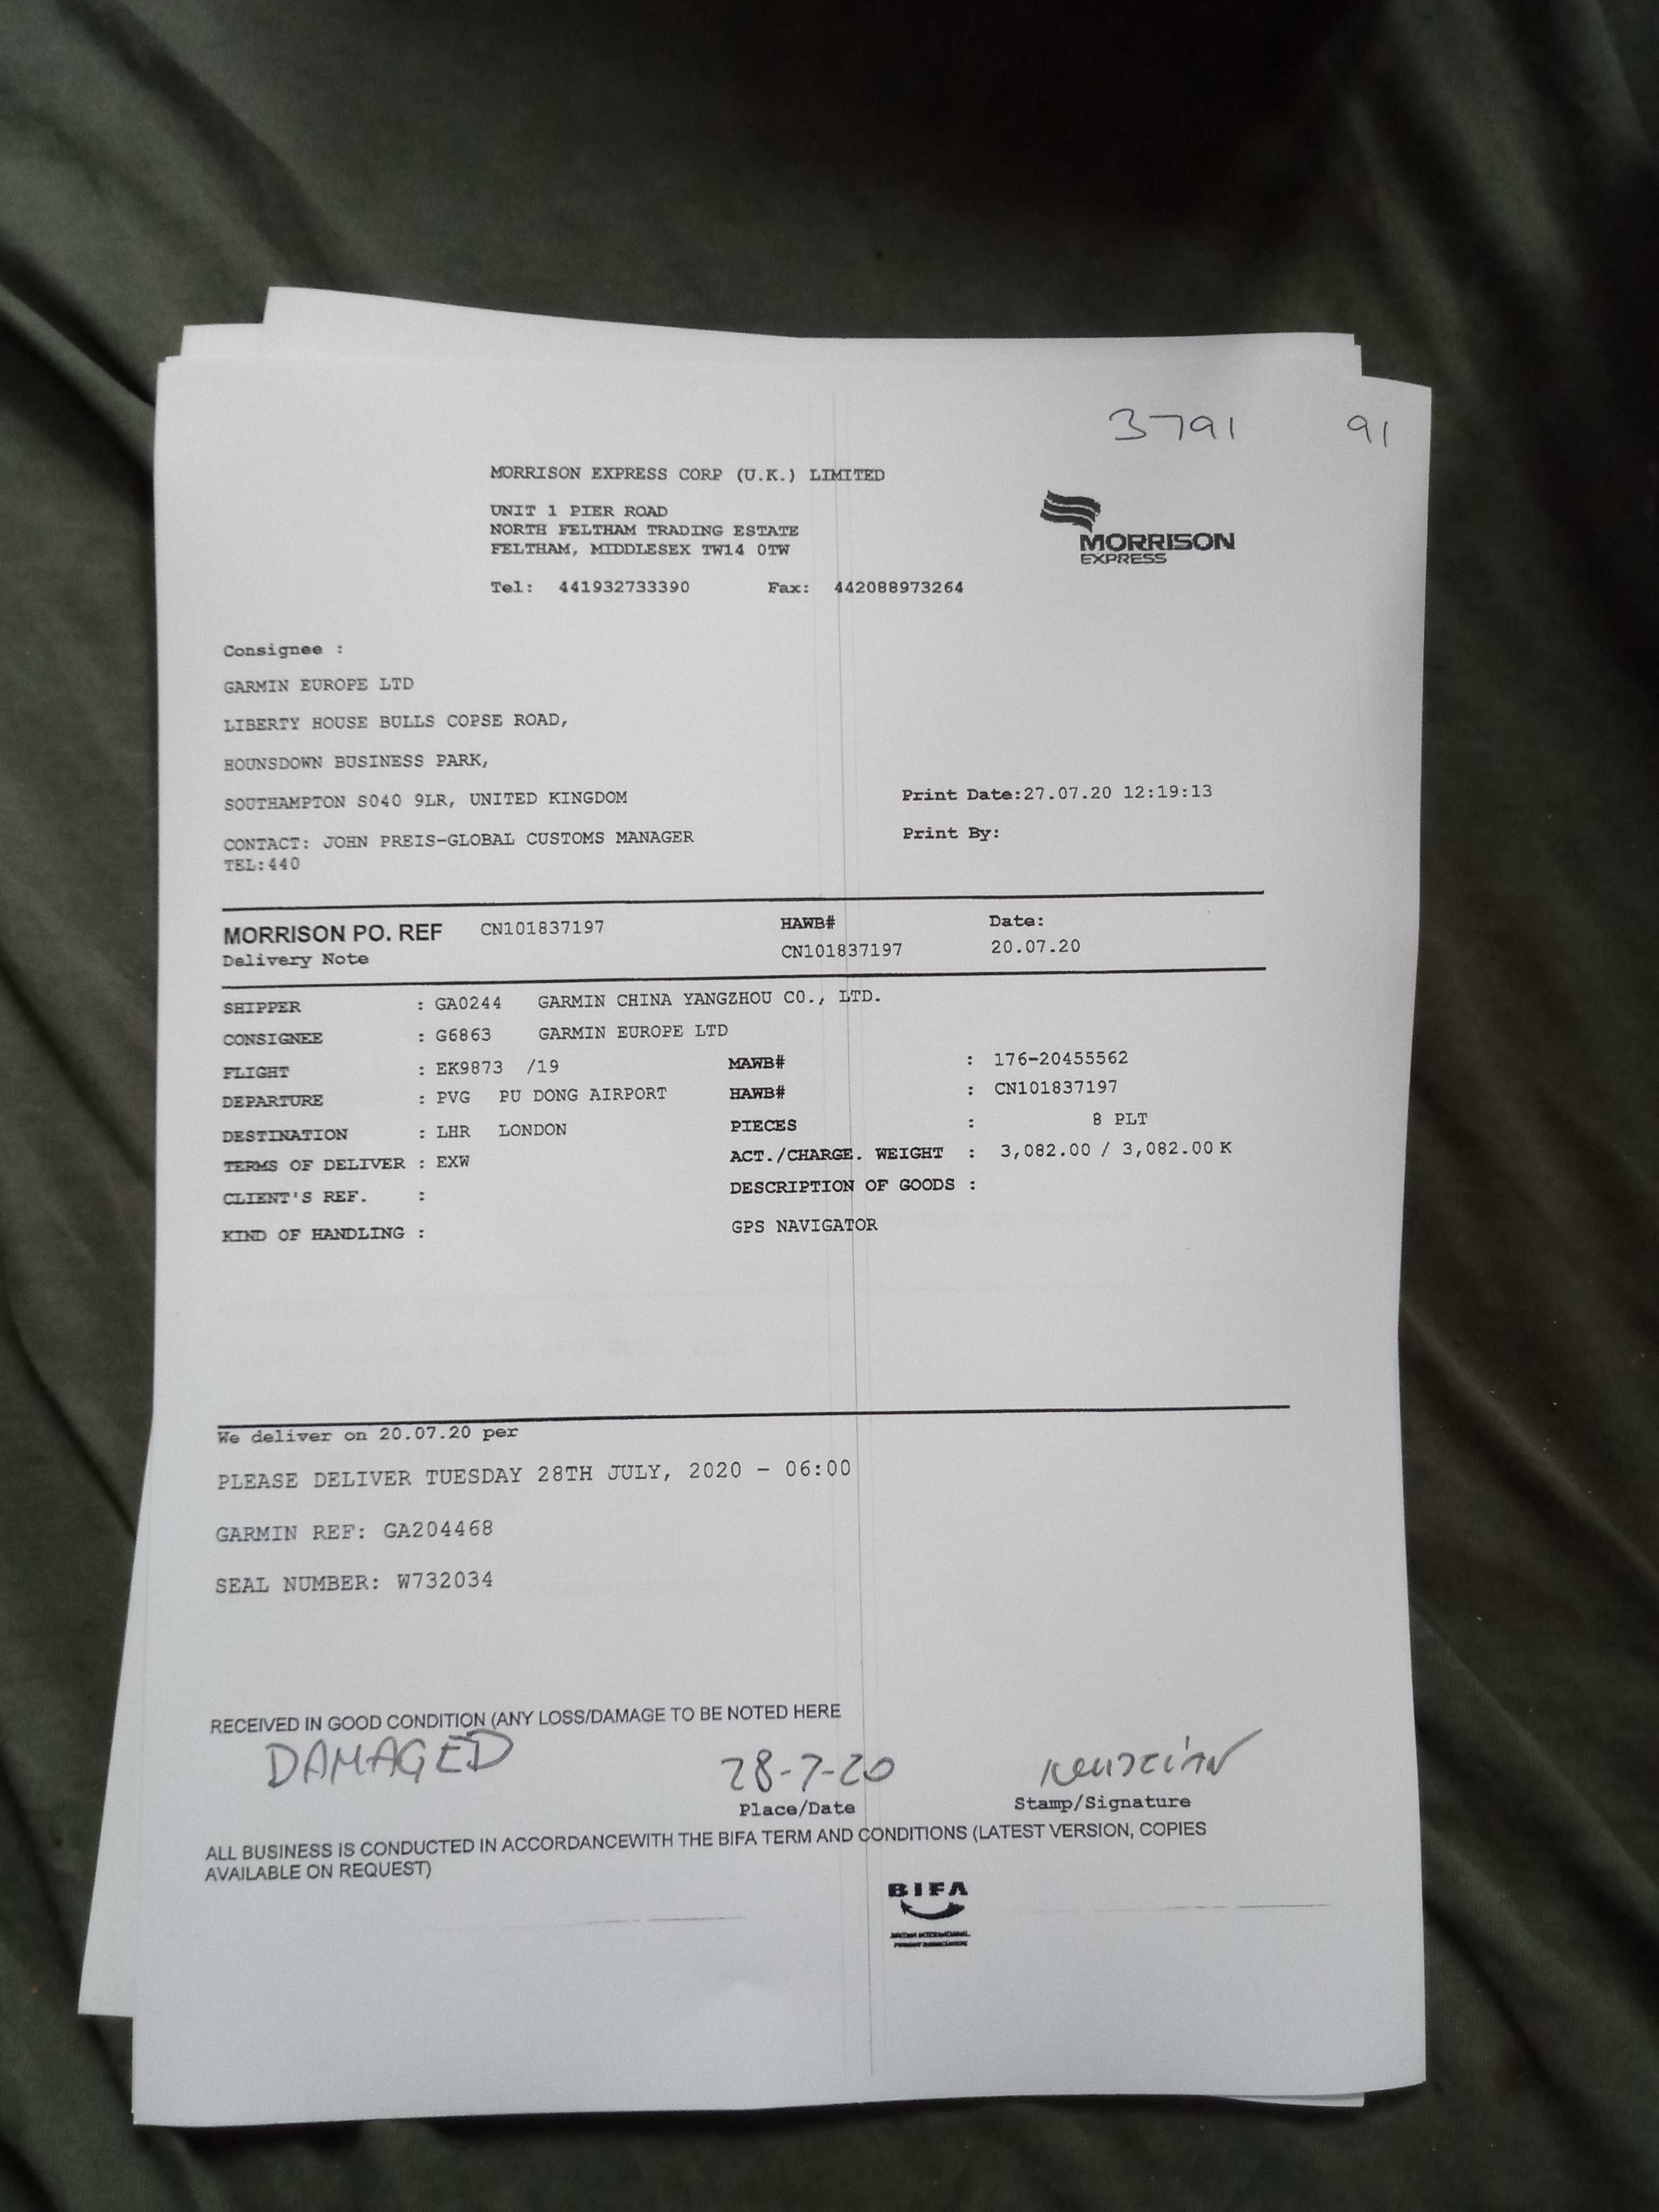 3791 91
MORRISON EXPRESS CORP (U.K.) LIMITED
UNIT 1 PIER ROAD
NORTH FELTHAM TRADING ESTATE
FELTHAM, MIDDLESEX TW14 0TW
MORRISON
EXPRESS
Tel: 441932733390 Fax: 442088973264
Consignee :
GARMIN EUROPE LTD
LIBERTY HOUSE BULLS COPSE ROAD,
HOUNSDOWN BUSINESS PARK,
SOUTHAMPTON SO40 9LR, UNITED KINGDOM
Print Date:27.07.20 12:19:13
CONTACT: JOHN PREIS-GLOBAL CUSTOMS MANAGER
Print By:
TEL:440
MORRISON PO. REF CN101837197 HAWB# Date:
Delivery Note CN101837197 20.07.20
SHIPPER : GA0244 GARMIN CHINA YANGZHOU CO., LTD.
CONSIGNEE : G6863 GARMIN EUROPE LTD
FLIGHT : EK9873 /19 MAWB# : 176-20455562
DEPARTURE : PVG PU DONG AIRPORT HAWB# : CN101837197
DESTINATION : LHR LONDON PIECES : 8 PLT
TERMS OF DELIVER : EXW ACT./CHARGE. WEIGHT : 3,082.00 / 3,082.00 K
CLIENT'S REF. : DESCRIPTION OF GOODS :
KIND OF HANDLING : GPS NAVIGATOR
We deliver on 20.07.20 per
PLEASE DELIVER TUESDAY 28TH JULY, 2020 - 06:00
GARMIN REF: GA204468
SEAL NUMBER: W732034
RECEIVED IN GOOD CONDITION (ANY LOSS/DAMAGE TO BE NOTED HERE
DAMAGED 28-7-20
Place/Date Stamp/Signature
ALL BUSINESS IS CONDUCTED IN ACCORDANCEWITH THE BIFA TERM AND CONDITIONS (LATEST VERSION, COPIES
AVAILABLE ON REQUEST)
BIFA